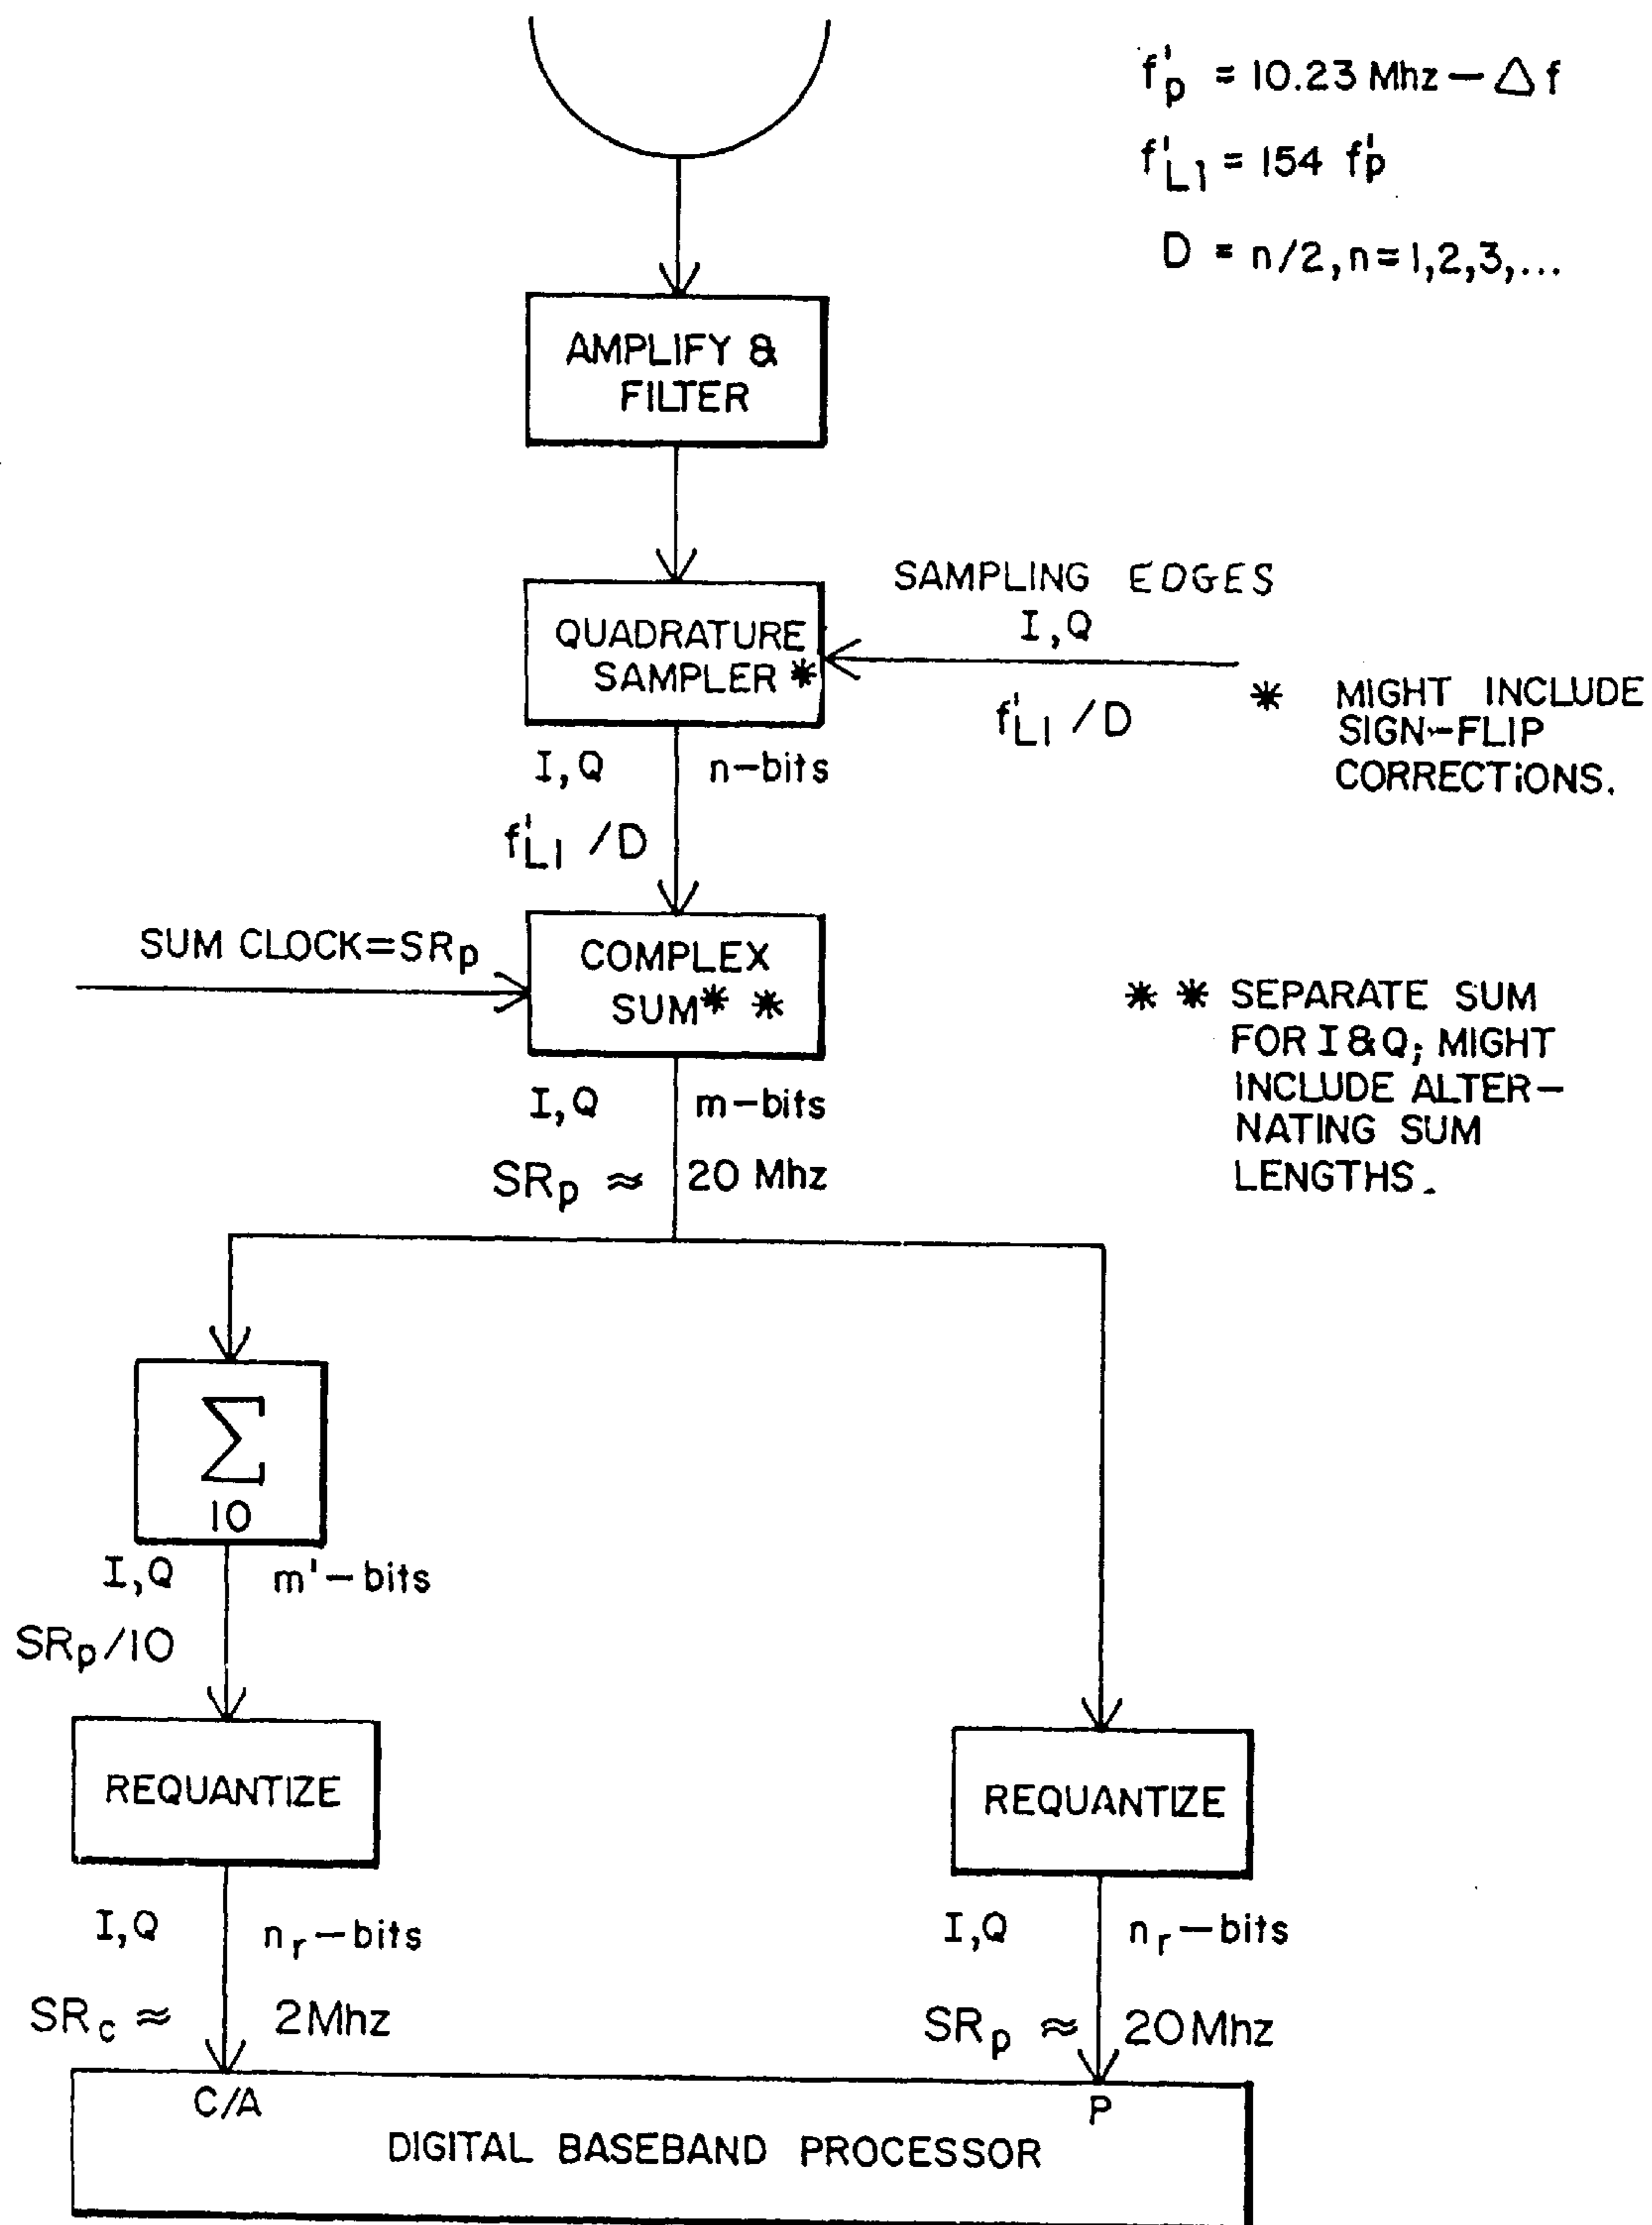 f'p = 10.23 Mhz – Δf
f'L1 = 154 f'p
D = n/2, n=1,2,3,...
AMPLIFY &
FILTER
SAMPLING EDGES
I,Q
f'L1 /D
QUADRATURE
SAMPLER *
* MIGHT INCLUDE
SIGN-FLIP
CORRECTiONS.
I,Q n-bits
f'L1 /D
SUM CLOCK=SRp
COMPLEX
SUM* *
* * SEPARATE SUM
FOR I & Q; MIGHT
INCLUDE ALTER-
NATING SUM
LENGTHS.
I,Q m-bits
SRp ≈ 20 Mhz
Σ
10
I,Q m'-bits
SRp/10
REQUANTIZE
REQUANTIZE
I,Q nr-bits
I,Q nr-bits
SRc ≈ 2Mhz
SRp ≈ 20Mhz
C/A
P
DIGITAL BASEBAND PROCESSOR